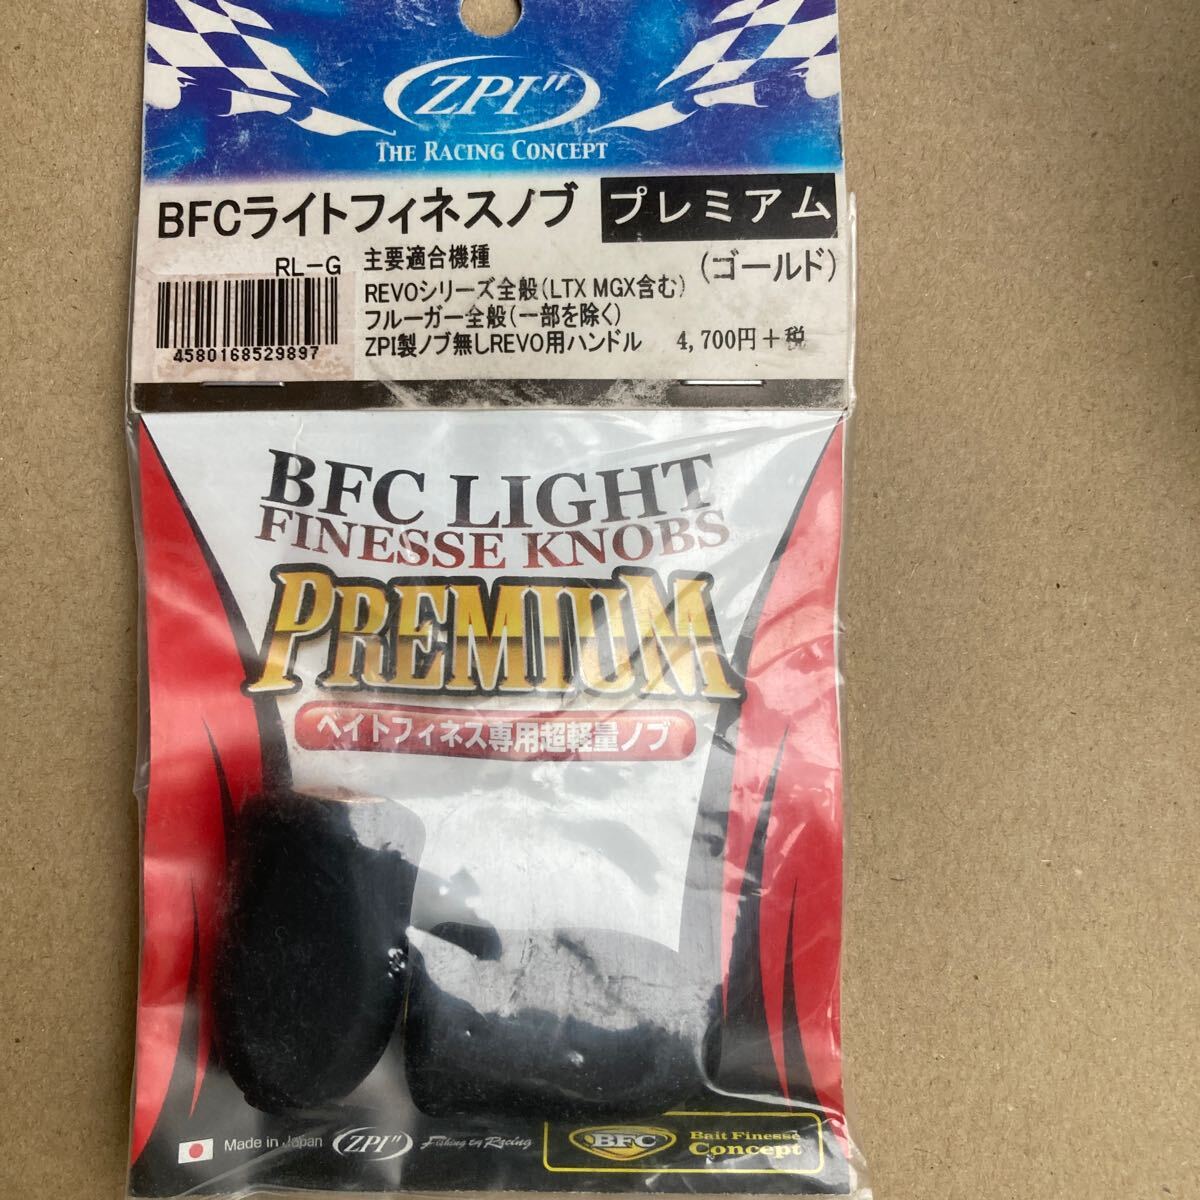 ZPI"
THE RACING CONCEPT
BFCライトフィネスノブ プレミアム
RL-G
(ゴールド)
主要適合機種
REVOシリーズ全般(LTX MGX含む)
フルーガー全般(一部を除く)
ZPI製ノブ無しREVO用ハンドル 4,700円+税
4580168529897
BFC LIGHT
FINESSE KNOBS
PREMIUM
ベイトフィネス専用超軽量ノブ
Made in Japan ZPI" Fishing try Racing
BFC
Bait Finesse
Concept